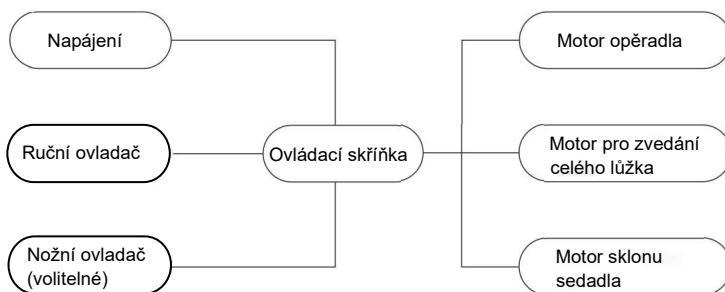 Napájení
Ruční ovladač
Nožní ovladač
(volitelné)
Ovládací skříňka
Motor opěradla
Motor pro zvedání
celého lůžka
Motor sklonu
sedadla